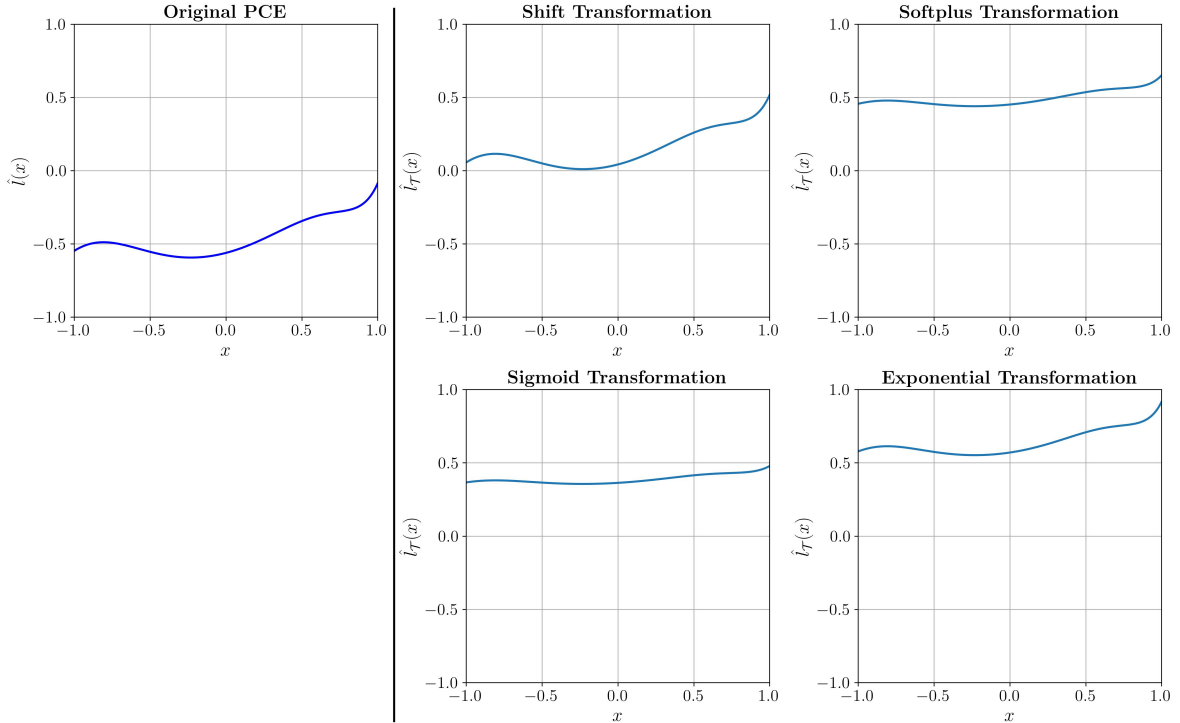 Original PCE
1.0
0.5
0.0
−0.5
−1.0
−1.0 −0.5 0.0 0.5 1.0
x
l̂(x)
Shift Transformation
1.0
0.5
0.0
−0.5
−1.0
−1.0 −0.5 0.0 0.5 1.0
x
l̂𝒯(x)
Softplus Transformation
1.0
0.5
0.0
−0.5
−1.0
−1.0 −0.5 0.0 0.5 1.0
x
l̂𝒯(x)
Sigmoid Transformation
1.0
0.5
0.0
−0.5
−1.0
−1.0 −0.5 0.0 0.5 1.0
x
l̂𝒯(x)
Exponential Transformation
1.0
0.5
0.0
−0.5
−1.0
−1.0 −0.5 0.0 0.5 1.0
x
l̂𝒯(x)